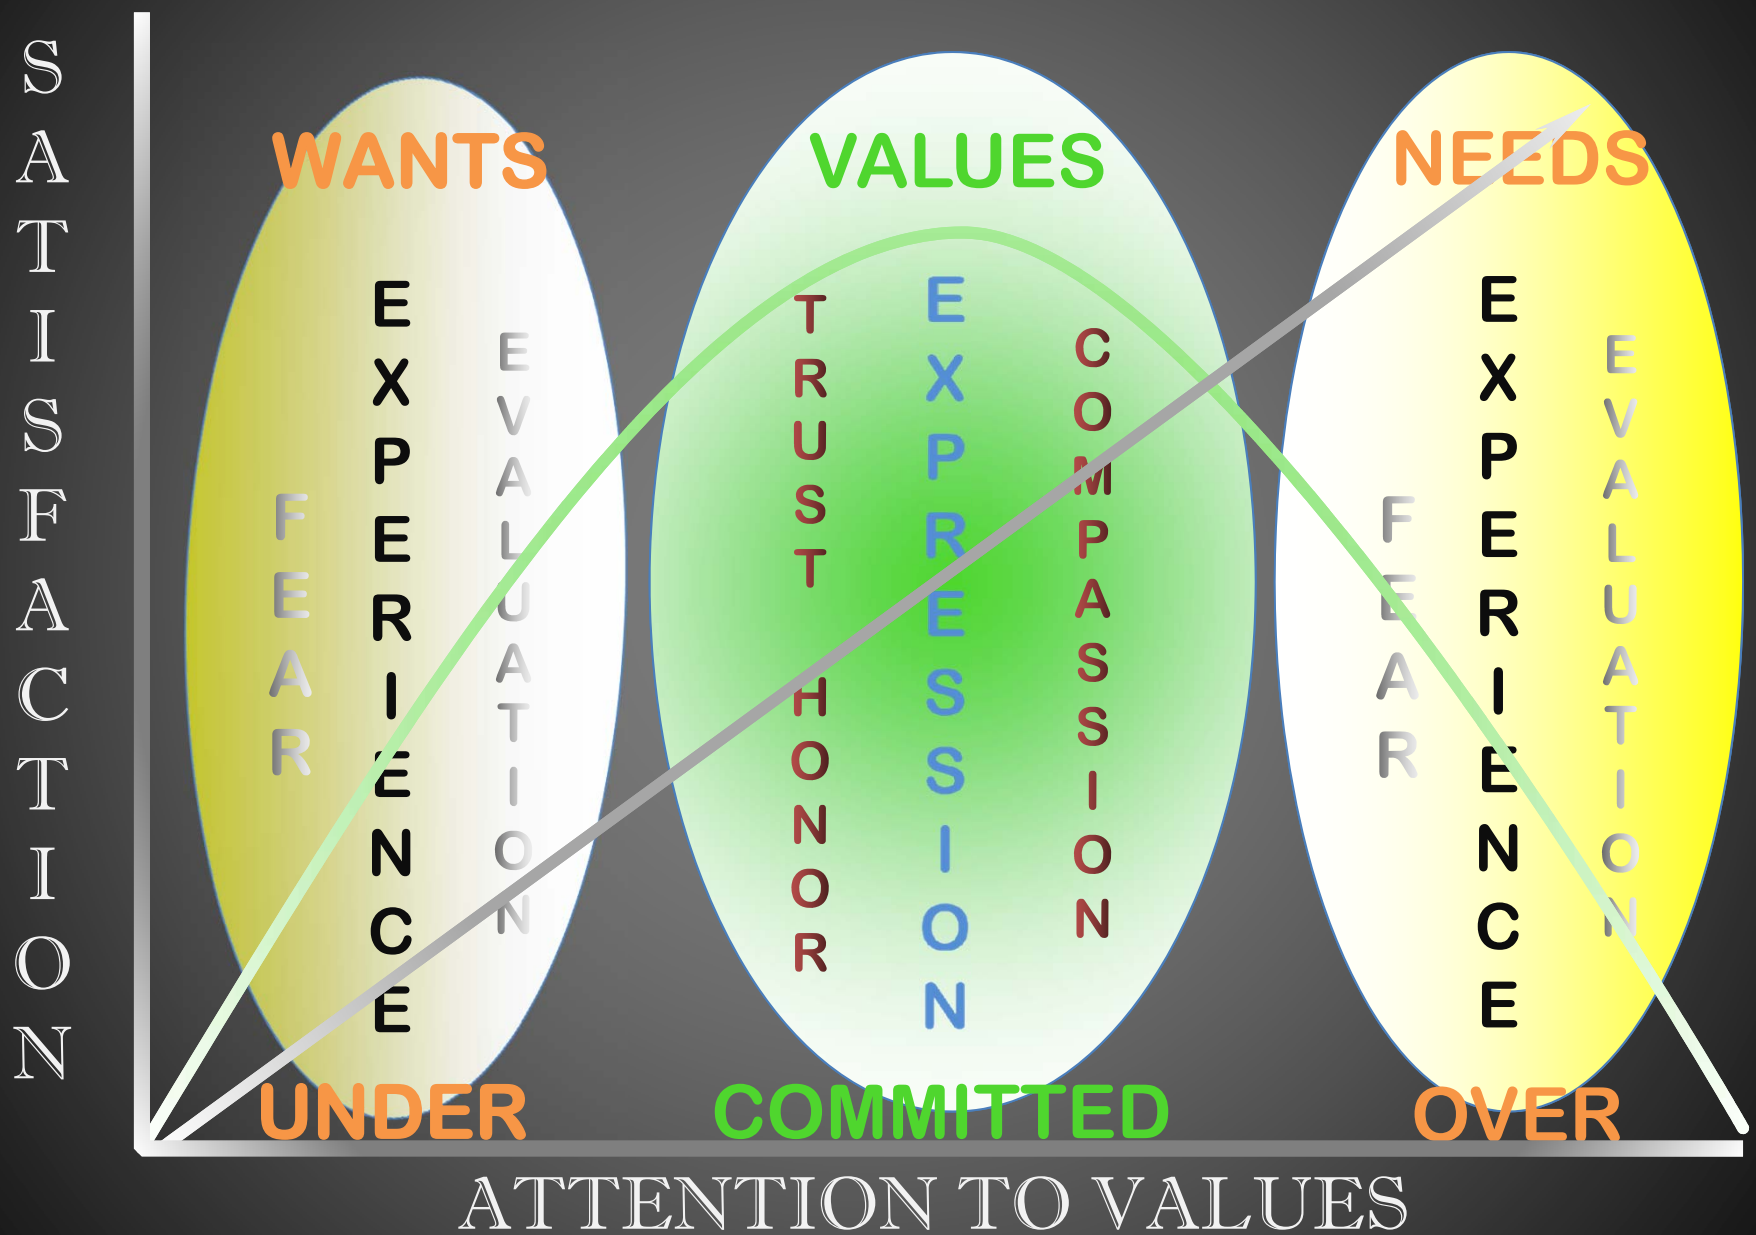 SATISFACTION
WANTS
FEAR
EXPERIENCE
EVALUATION
UNDER
VALUES
TRUST HONOR
EXPRESSION
COMPASSION
COMMITTED
NEEDS
FEAR
EXPERIENCE
EVALUATION
OVER
ATTENTION TO VALUES